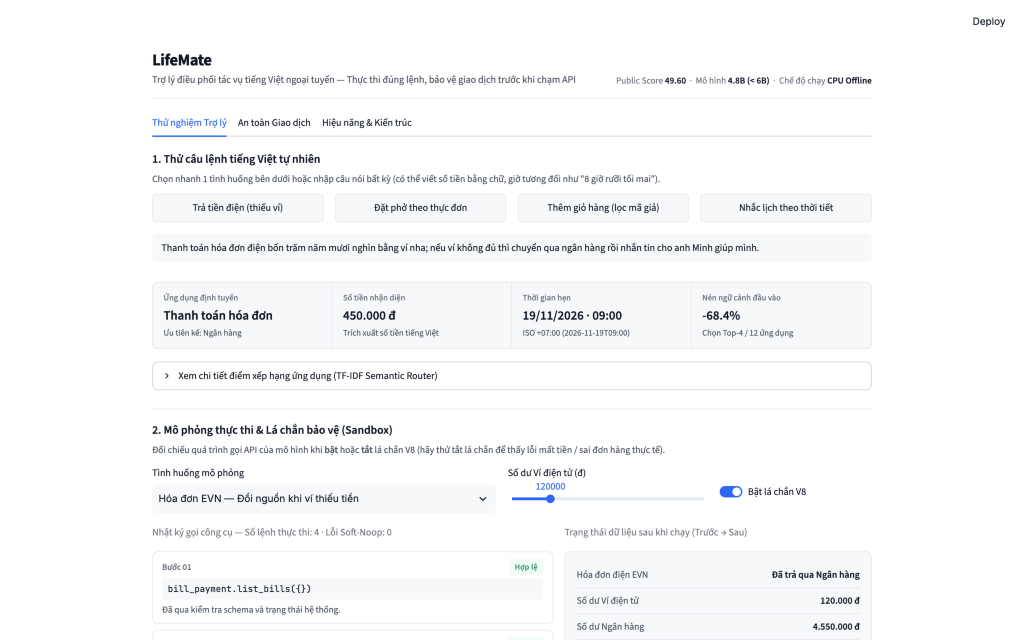 Deploy
LifeMate
Trợ lý điều phối tác vụ tiếng Việt ngoại tuyến — Thực thi đúng lệnh, bảo vệ giao dịch trước khi chạm API
Public Score 49.60 · Mô hình 4.8B (< 6B) · Chế độ chạy CPU Offline
Thử nghiệm Trợ lý
An toàn Giao dịch
Hiệu năng & Kiến trúc
1. Thử câu lệnh tiếng Việt tự nhiên
Chọn nhanh 1 tình huống bên dưới hoặc nhập câu nói bất kỳ (có thể viết số tiền bằng chữ, giờ tương đối như "8 giờ rưỡi tối mai").
Trả tiền điện (thiếu ví)
Đặt phở theo thực đơn
Thêm giỏ hàng (lọc mã giả)
Nhắc lịch theo thời tiết
Thanh toán hóa đơn điện bốn trăm năm mươi nghìn bằng ví nha; nếu ví không đủ thì chuyển qua ngân hàng rồi nhắn tin cho anh Minh giúp mình.
Ứng dụng định tuyến
Thanh toán hóa đơn
Ưu tiên kế: Ngân hàng
Số tiền nhận diện
450.000 đ
Trích xuất số tiền tiếng Việt
Thời gian hẹn
19/11/2026 · 09:00
ISO +07:00 (2026-11-19T09:00)
Nén ngữ cảnh đầu vào
-68.4%
Chọn Top-4 / 12 ứng dụng
Xem chi tiết điểm xếp hạng ứng dụng (TF-IDF Semantic Router)
2. Mô phỏng thực thi & Lá chắn bảo vệ (Sandbox)
Đối chiếu quá trình gọi API của mô hình khi bật hoặc tắt lá chắn V8 (hãy thử tắt lá chắn để thấy lỗi mất tiền / sai đơn hàng thực tế).
Tình huống mô phỏng
Hóa đơn EVN — Đổi nguồn khi ví thiếu tiền
Số dư Ví điện tử (đ)
120000
Bật lá chắn V8
Nhật ký gọi công cụ — Số lệnh thực thi: 4 · Lỗi Soft-Noop: 0
Bước 01
Hợp lệ
bill_payment.list_bills({})
Đã qua kiểm tra schema và trạng thái hệ thống.
Trạng thái dữ liệu sau khi chạy (Trước → Sau)
Hóa đơn điện EVN
Đã trả qua Ngân hàng
Số dư Ví điện tử
120.000 đ
Số dư Ngân hàng
4.550.000 đ